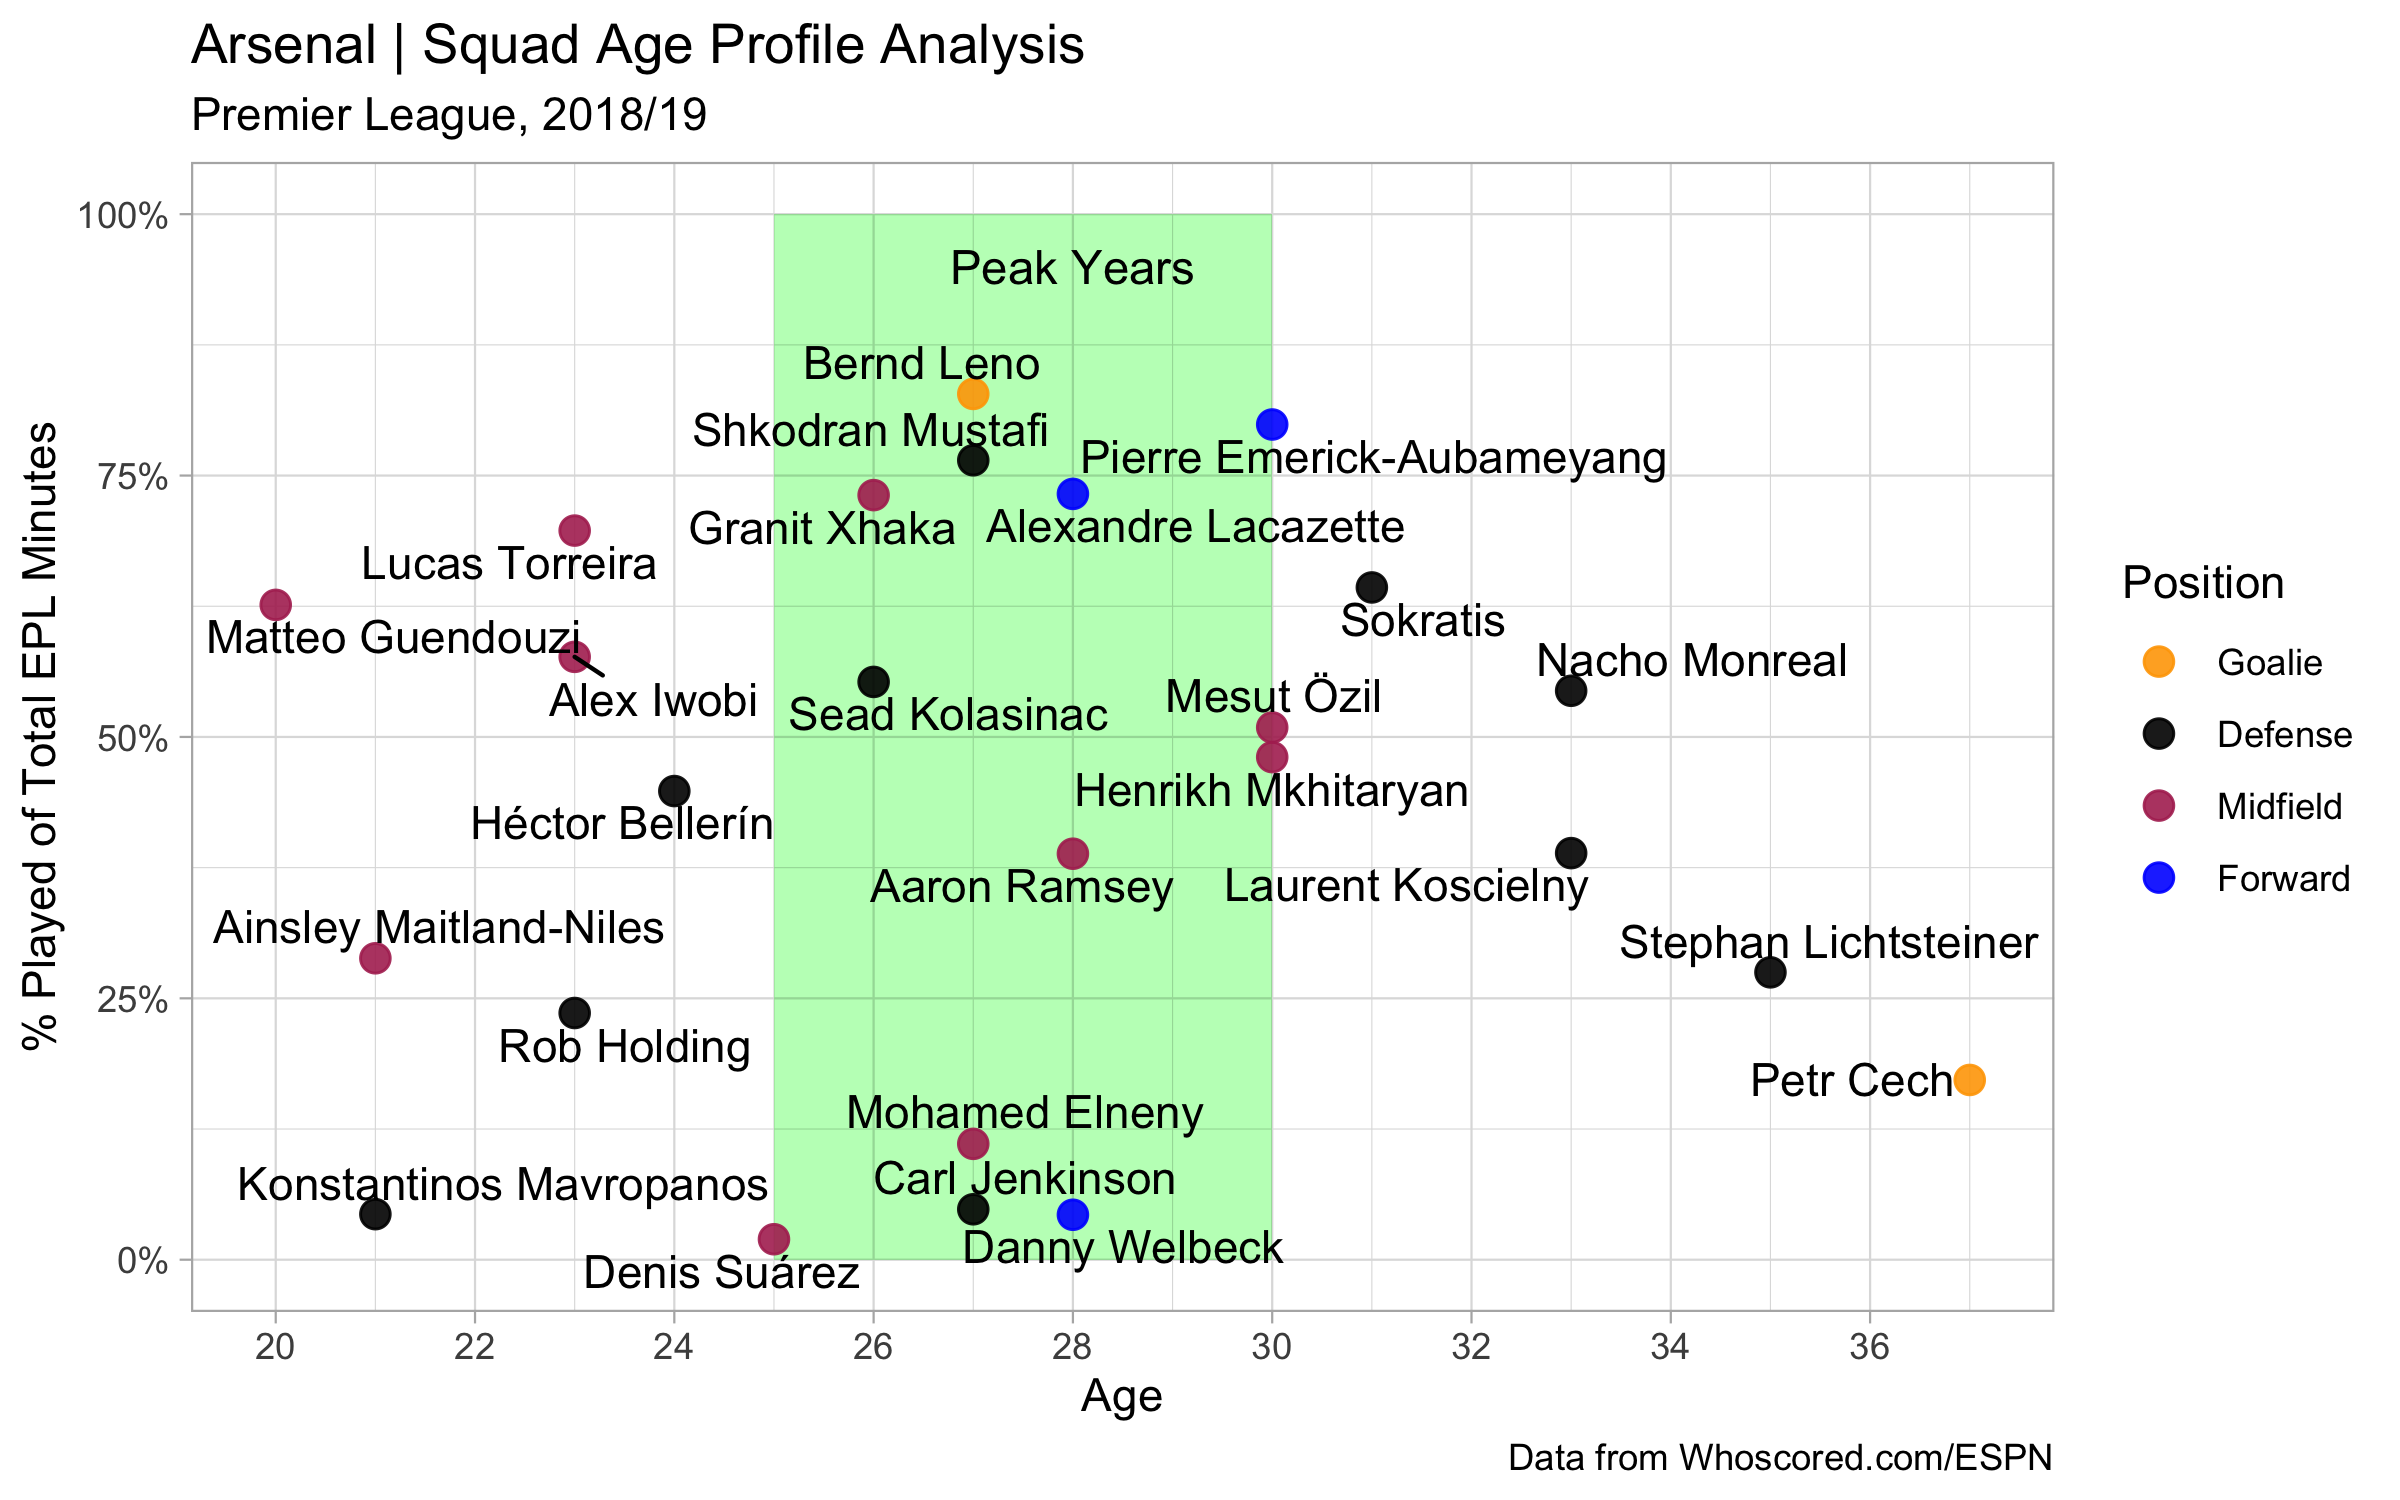 Arsenal | Squad Age Profile Analysis
Premier League, 2018/19
% Played of Total EPL Minutes
100%
75%
50%
25%
0%
Peak Years
Bernd Leno
Shkodran Mustafi
Pierre Emerick-Aubameyang
Granit Xhaka
Alexandre Lacazette
Lucas Torreira
Sokratis
Matteo Guendouzi
Nacho Monreal
Alex Iwobi
Mesut Özil
Sead Kolasinac
Henrikh Mkhitaryan
Héctor Bellerín
Aaron Ramsey
Laurent Koscielny
Ainsley Maitland-Niles
Stephan Lichtsteiner
Rob Holding
Petr Cech
Mohamed Elneny
Carl Jenkinson
Konstantinos Mavropanos
Danny Welbeck
Denis Suárez
20 22 24 26 28 30 32 34 36
Age
Position
Goalie
Defense
Midfield
Forward
Data from Whoscored.com/ESPN